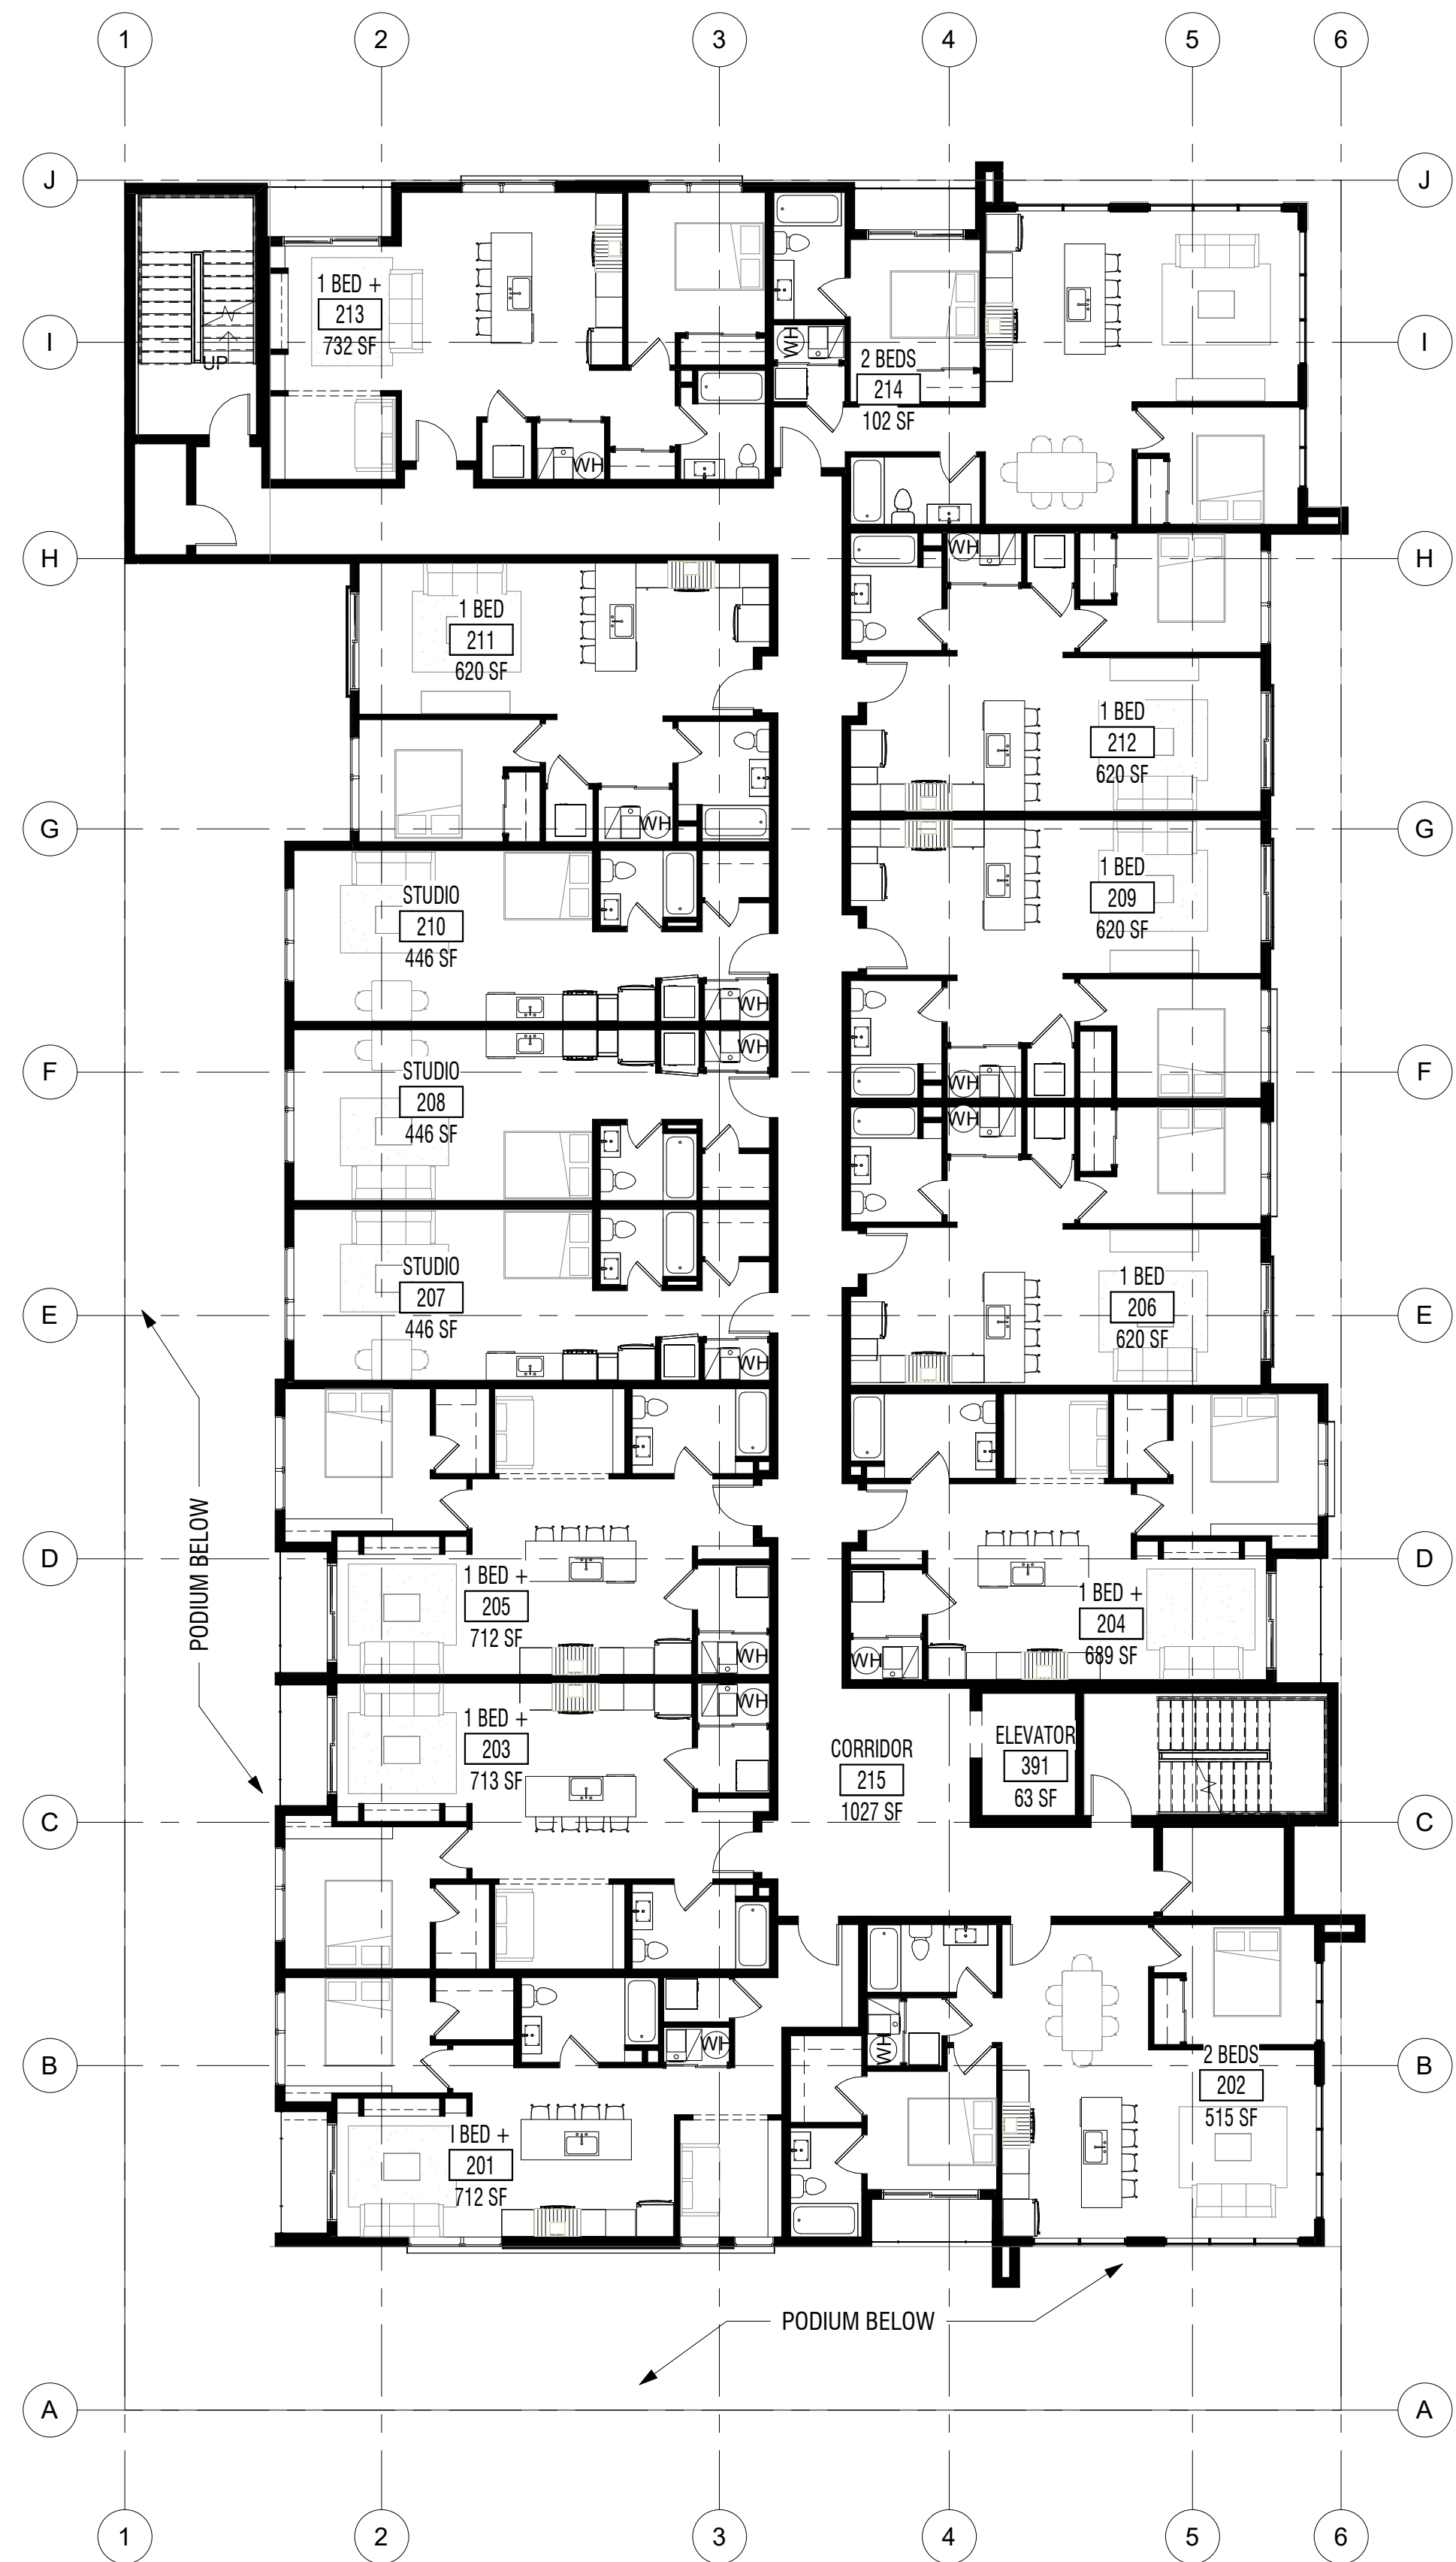 1 2 3 4 5 6
J J
1 BED +
213
732 SF
UP
I I
WH
2 BEDS
214
102 SF
WH
H H
WH
1 BED
211
620 SF
1 BED
212
620 SF
WH
G G
STUDIO
210
446 SF
1 BED
209
620 SF
WH
WH
F F
STUDIO
208
446 SF
WH
WH
STUDIO
207
446 SF
1 BED
206
620 SF
E E
WH
PODIUM BELOW
D D
1 BED +
205
712 SF
1 BED +
204
689 SF
WH
WH
WH
1 BED +
203
713 SF
CORRIDOR
215
1027 SF
ELEVATOR
391
63 SF
C C
WH
WH
B B
2 BEDS
202
515 SF
I BED +
201
712 SF
PODIUM BELOW
A A
1 2 3 4 5 6